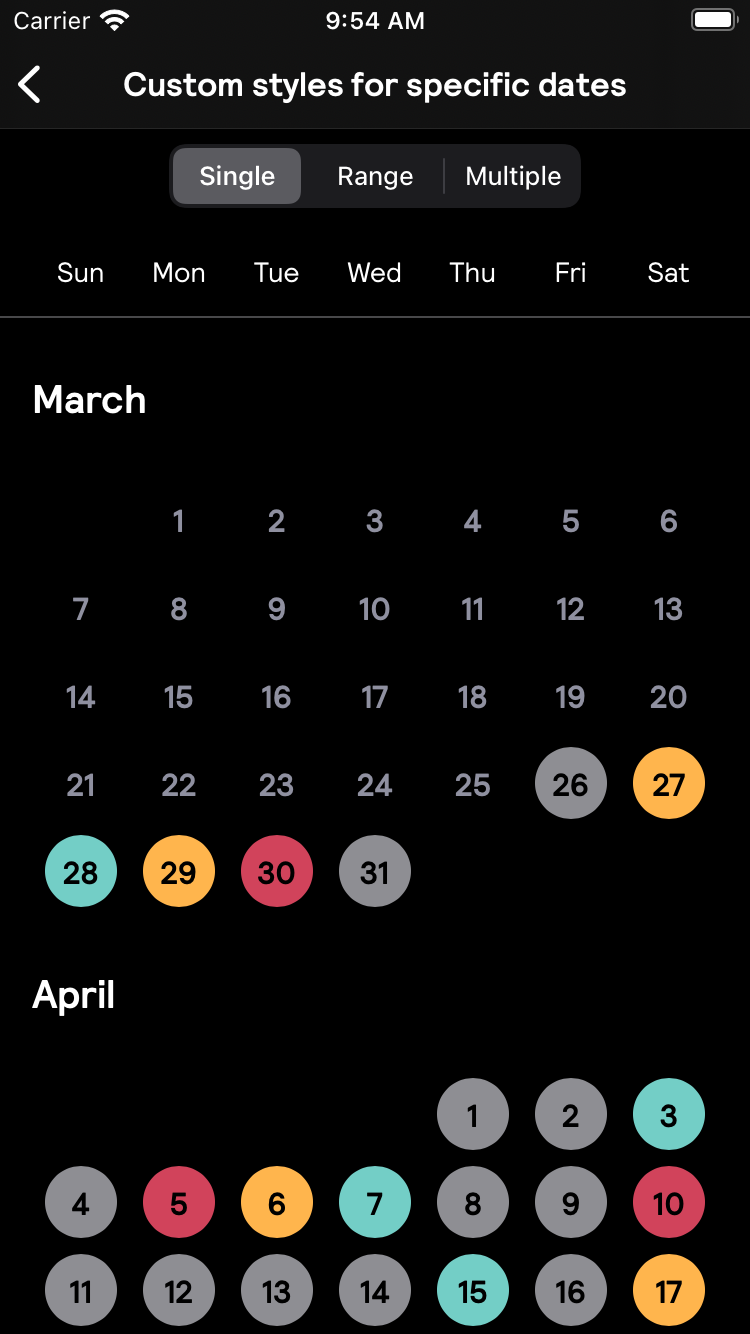 Carrier 9:54 AM
Custom styles for specific dates
Single Range Multiple
Sun Mon Tue Wed Thu Fri Sat
March
1 2 3 4 5 6
7 8 9 10 11 12 13
14 15 16 17 18 19 20
21 22 23 24 25 26 27
28 29 30 31
April
1 2 3
4 5 6 7 8 9 10
11 12 13 14 15 16 17